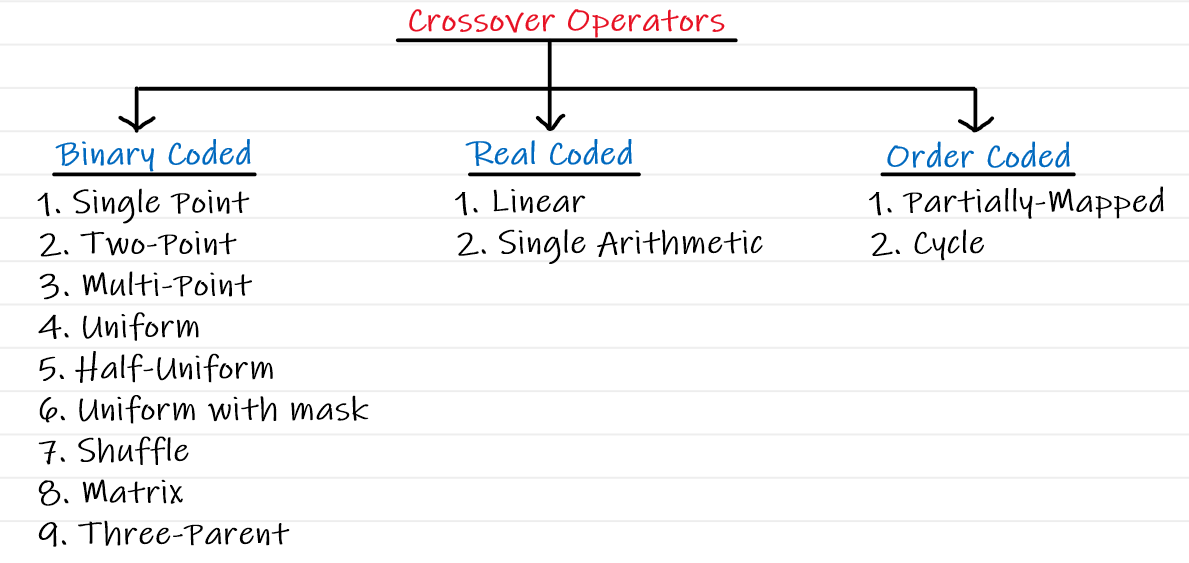 Crossover Operators
Binary Coded
1. Single Point
2. Two-Point
3. Multi-Point
4. Uniform
5. Half-Uniform
6. Uniform with mask
7. Shuffle
8. Matrix
9. Three-Parent
Real Coded
1. Linear
2. Single Arithmetic
Order Coded
1. Partially-Mapped
2. Cycle